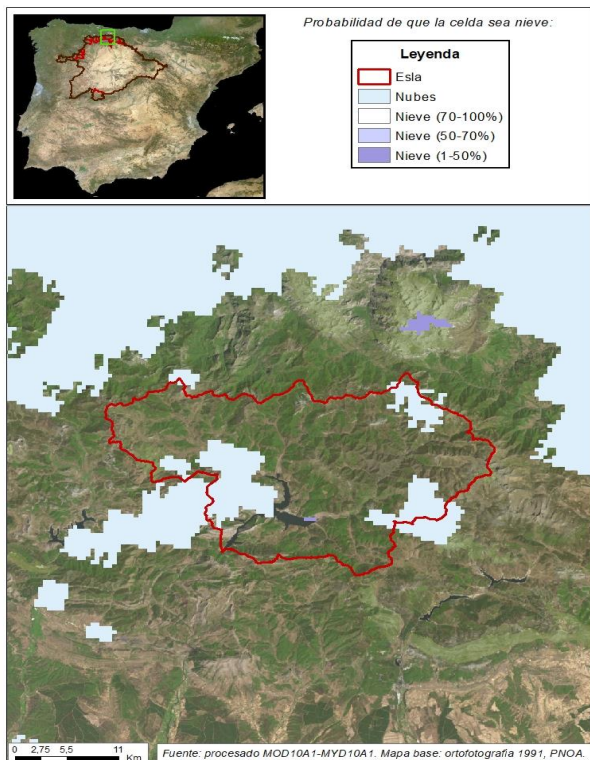 Probabilidad de que la celda sea nieve:
Leyenda
Esla
Nubes
Nieve (70-100%)
Nieve (50-70%)
Nieve (1-50%)
0 2,75 5,5 11
Km
Fuente: procesado MOD10A1-MYD10A1. Mapa base: ortofotografia 1991, PNOA.